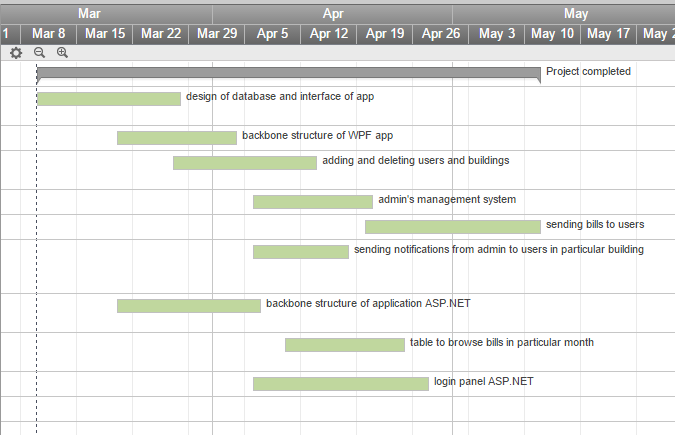 Mar Apr May
1 Mar 8 Mar 15 Mar 22 Mar 29 Apr 5 Apr 12 Apr 19 Apr 26 May 3 May 10 May 17 May 2
Project completed
design of database and interface of app
backbone structure of WPF app
adding and deleting users and buildings
admin's management system
sending bills to users
sending notifications from admin to users in particular building
backbone structure of application ASP.NET
table to browse bills in particular month
login panel ASP.NET